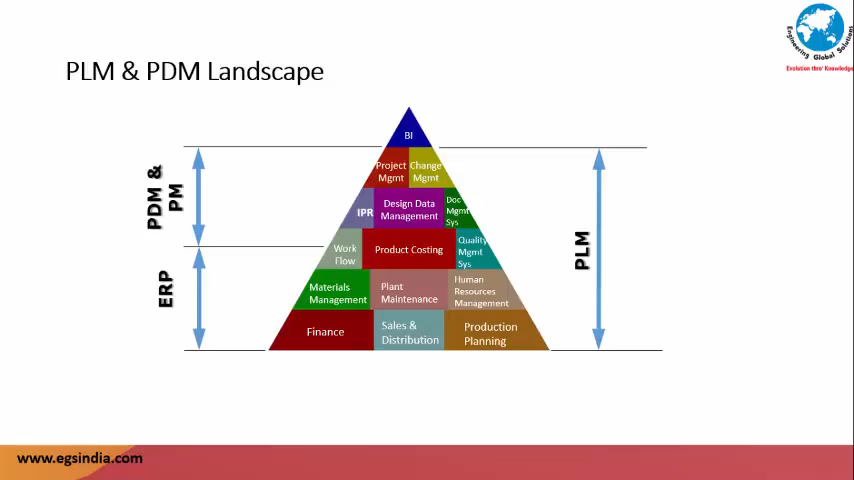 Engineering Global Solutions
'Evolution thro' Knowledge'
PLM & PDM Landscape
BI
Project
Mgmt
Change
Mgmt
IPR
Design Data
Management
Doc
Mgmt
Sys
Work
Flow
Product Costing
Quality
Mgmt
Sys
Materials
Management
Plant
Maintenance
Human
Resources
Management
Finance
Sales &
Distribution
Production
Planning
PDM &
PM
ERP
PLM
www.egsindia.com